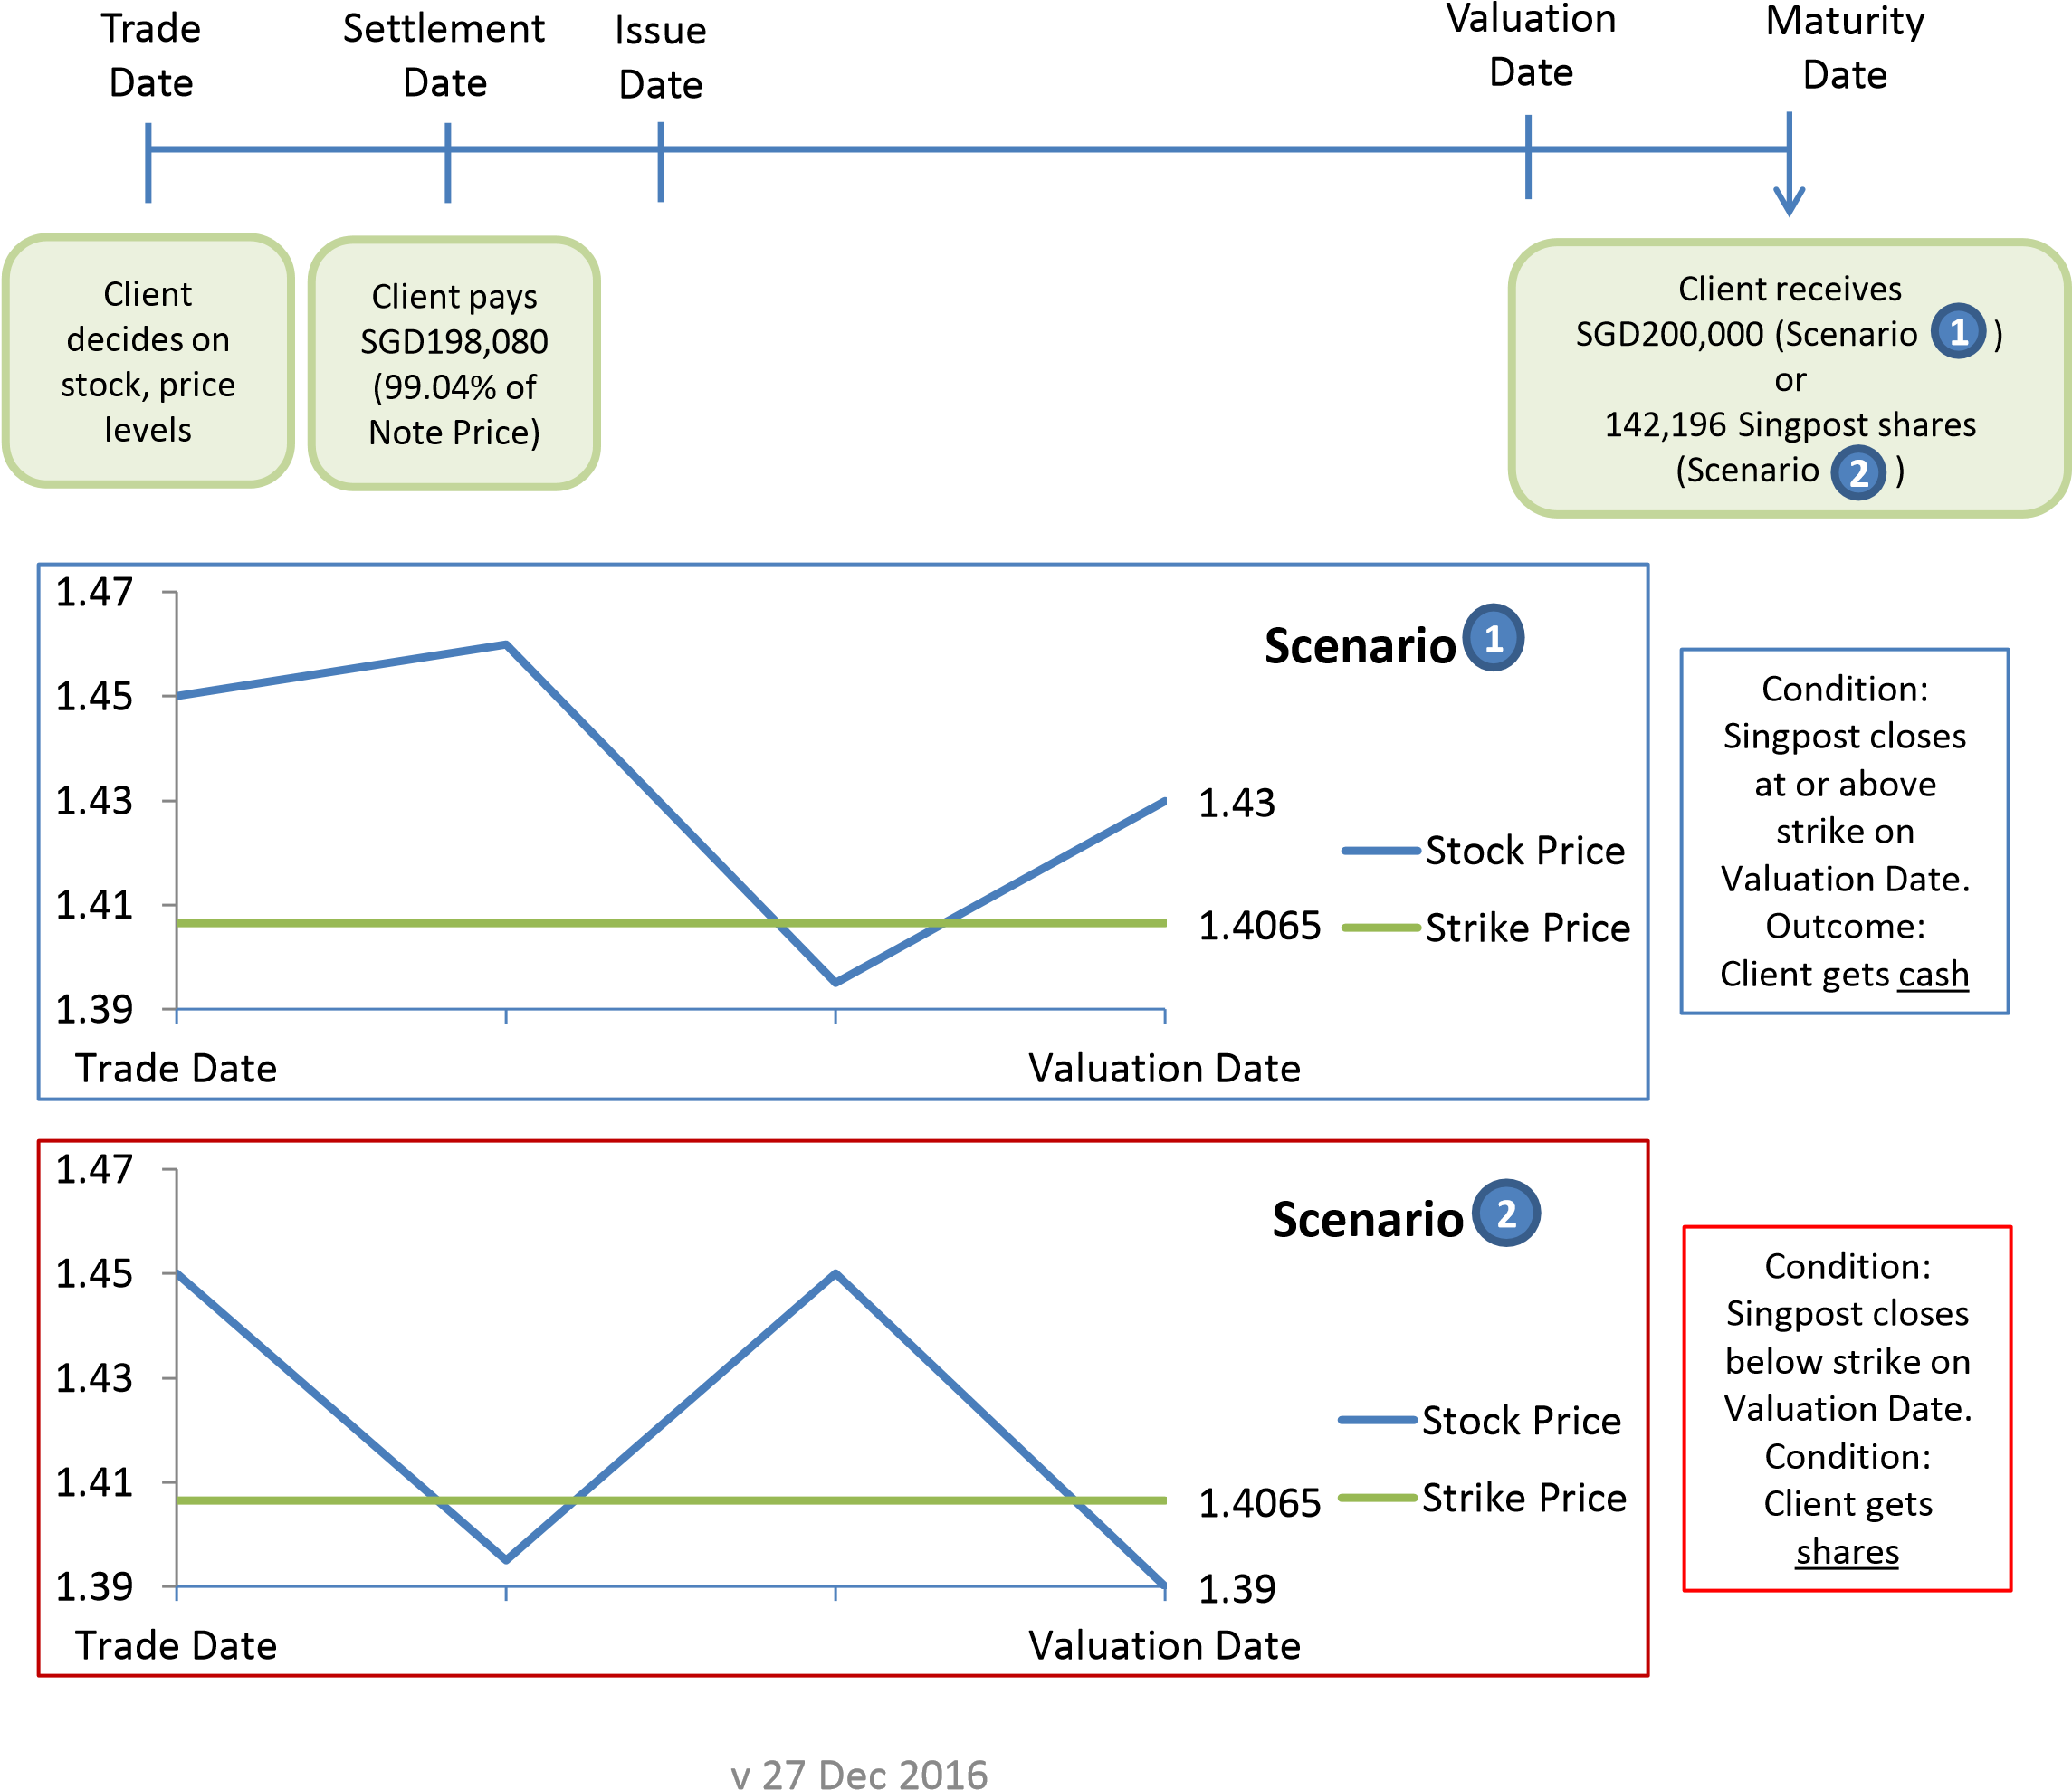 Trade
Date
Settlement
Date
Issue
Date
Valuation
Date
Maturity
Date
Client
decides on
stock, price
levels
Client pays
SGD198,080
(99.04% of
Note Price)
Client receives
SGD200,000 (Scenario 1 )
or
142,196 Singpost shares
(Scenario 2 )
1.47
1.45
1.43
1.41
1.39
Scenario 1
1.43
Stock Price
1.4065
Strike Price
Trade Date
Valuation Date
Condition:
Singpost closes
at or above
strike on
Valuation Date.
Outcome:
Client gets cash
1.47
1.45
1.43
1.41
1.39
Scenario 2
Stock Price
1.4065
Strike Price
1.39
Trade Date
Valuation Date
Condition:
Singpost closes
below strike on
Valuation Date.
Condition:
Client gets
shares
v 27 Dec 2016